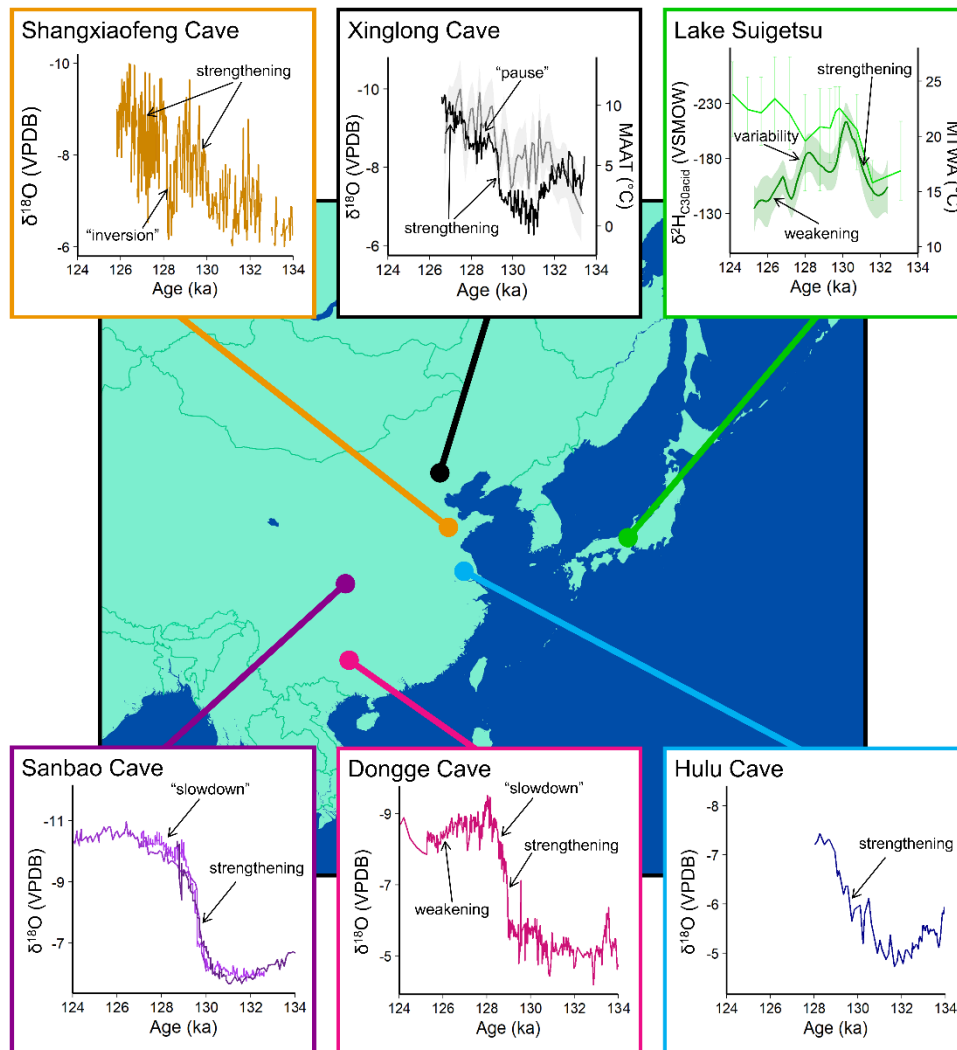 Shangxiaofeng Cave
-10
-8
-6
δ¹⁸O (VPDB)
strengthening
“inversion”
124 126 128 130 132 134
Age (ka)
Xinglong Cave
-10
-8
-6
δ¹⁸O (VPDB)
“pause”
strengthening
10
5
0
MAAT (°C)
124 126 128 130 132 134
Age (ka)
Lake Suigetsu
-230
-180
-130
δ²H C30acid (VSMOW)
strengthening
variability
weakening
25
20
15
10
MTWA (°C)
124 126 128 130 132 134
Age (ka)
Sanbao Cave
-11
-9
-7
δ¹⁸O (VPDB)
“slowdown”
strengthening
124 126 128 130 132 134
Age (ka)
Dongge Cave
-9
-7
-5
δ¹⁸O (VPDB)
“slowdown”
strengthening
weakening
124 126 128 130 132 134
Age (ka)
Hulu Cave
-8
-7
-6
-5
δ¹⁸O (VPDB)
strengthening
124 126 128 130 132 134
Age (ka)